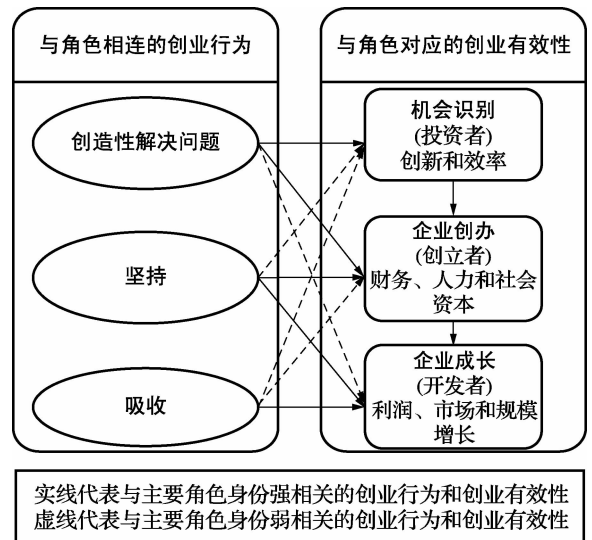 与角色相连的创业行为
创造性解决问题
坚持
吸收
与角色对应的创业有效性
机会识别
(投资者)
创新和效率
企业创办
(创立者)
财务、人力和社会
资本
企业成长
(开发者)
利润、市场和规模
增长
实线代表与主要角色身份强相关的创业行为和创业有效性
虚线代表与主要角色身份弱相关的创业行为和创业有效性